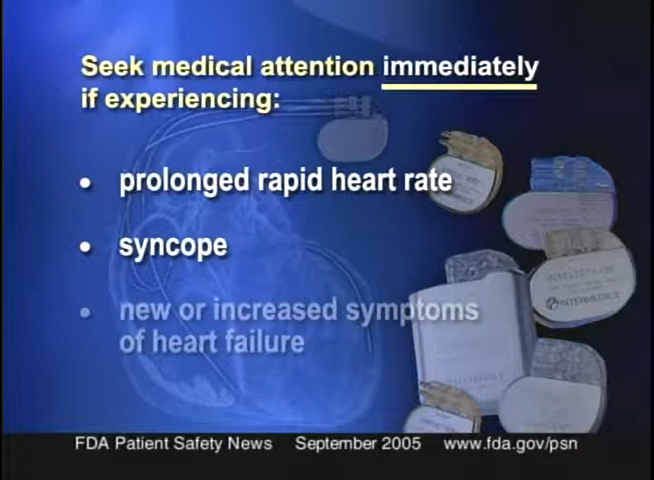 Seek medical attention immediately
if experiencing:
• prolonged rapid heart rate
• syncope
• new or increased symptoms
of heart failure
INTERMEDICS
FDA Patient Safety News September 2005 www.fda.gov/psn